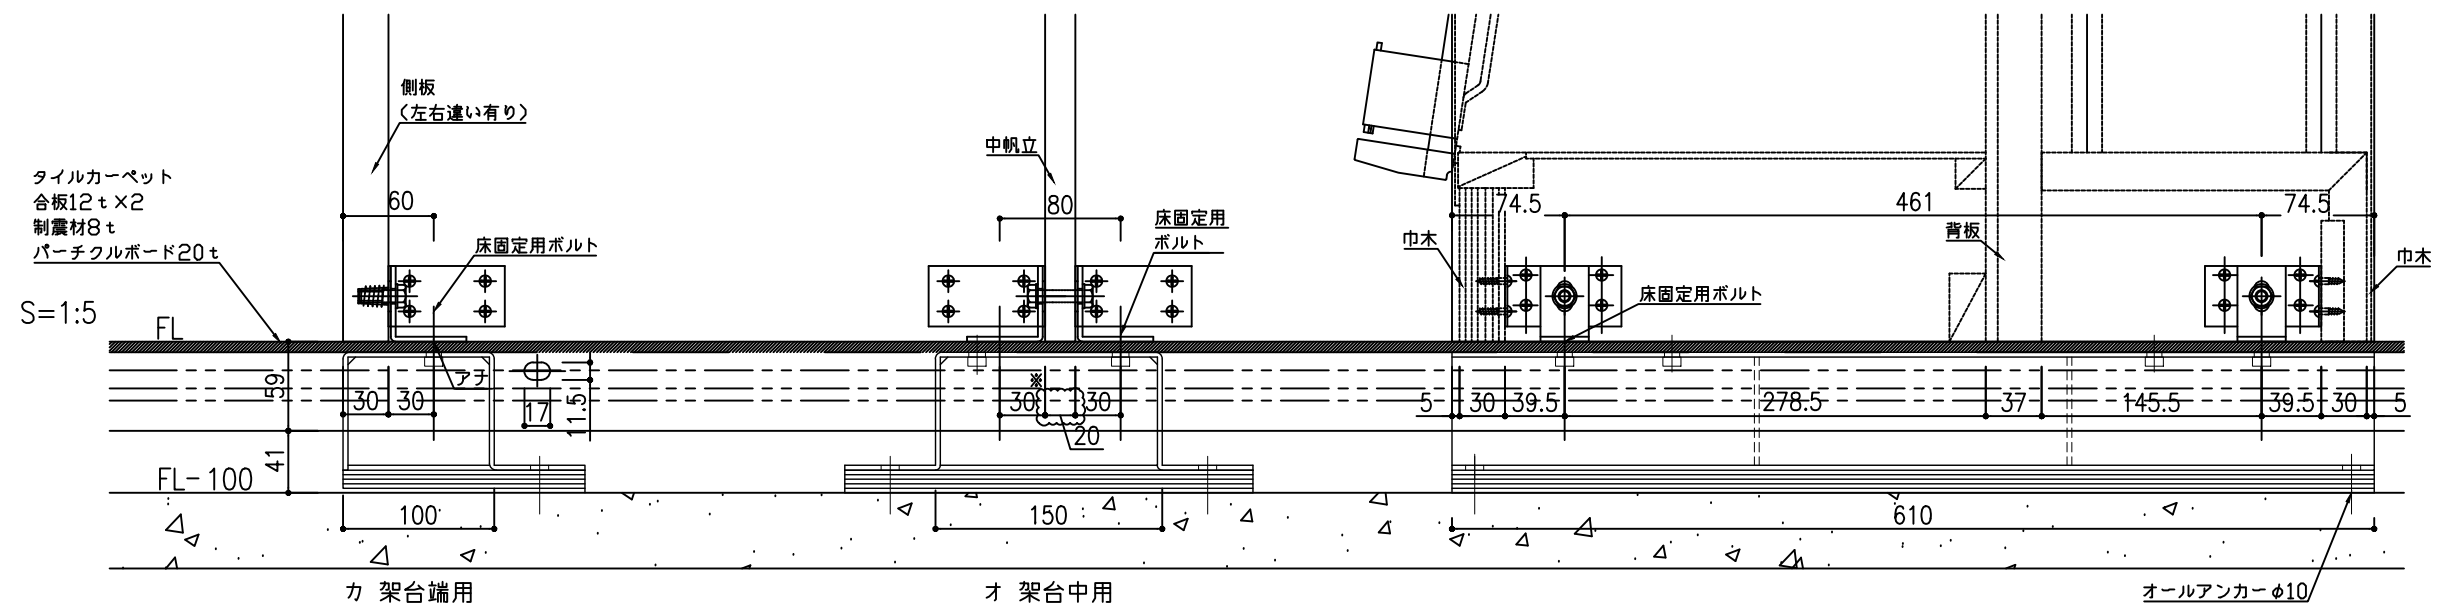 側板
(左右違い有り)
中帆立
タイルカーペット
合板12t×2
制震材8t
パーチクルボード20t
60
80
74.5
461
74.5
床固定用ボルト
床固定用
ボルト
巾木
背板
巾木
床固定用ボルト
S=1:5
FL
アナ
※
59
30
30
17
11.5
30
30
20
5
30
39.5
278.5
37
145.5
39.5
30
5
41
FL-100
100
150
610
カ 架台端用
オ 架台中用
オールアンカーφ10